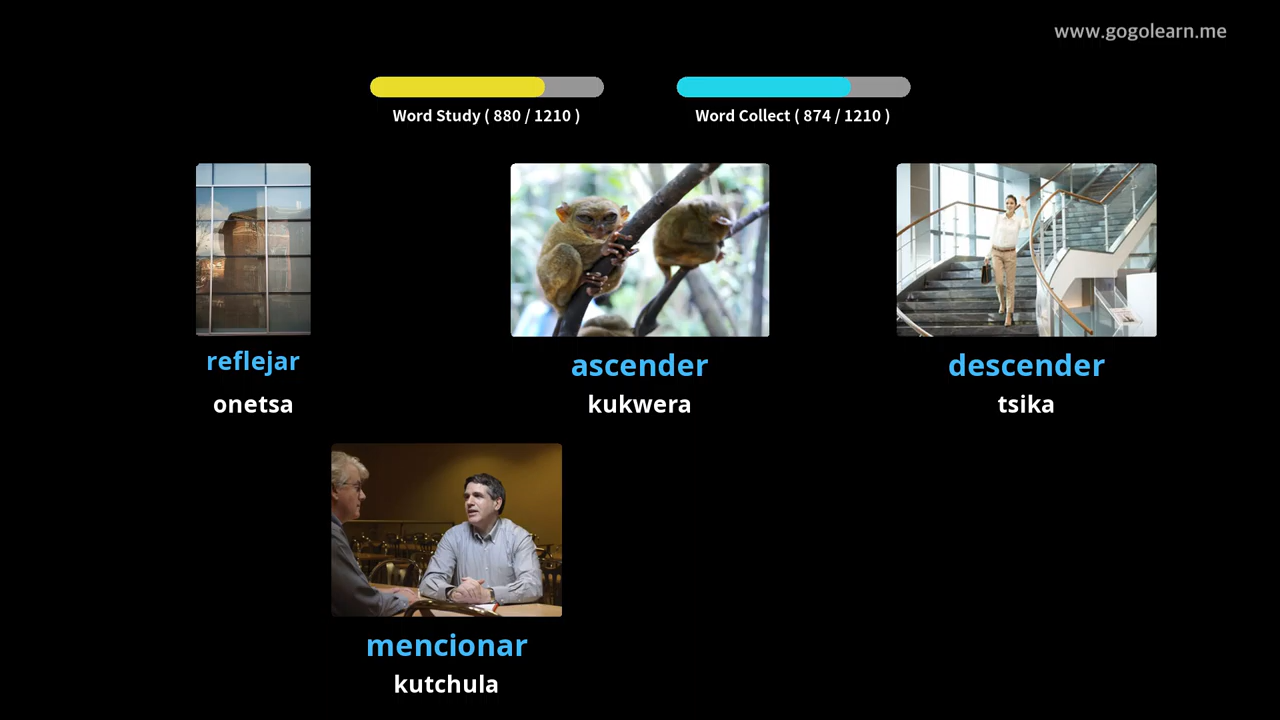 www.gogolearn.me
Word Study ( 880 / 1210 )
Word Collect ( 874 / 1210 )
reflejar
onetsa
ascender
kukwera
descender
tsika
mencionar
kutchula